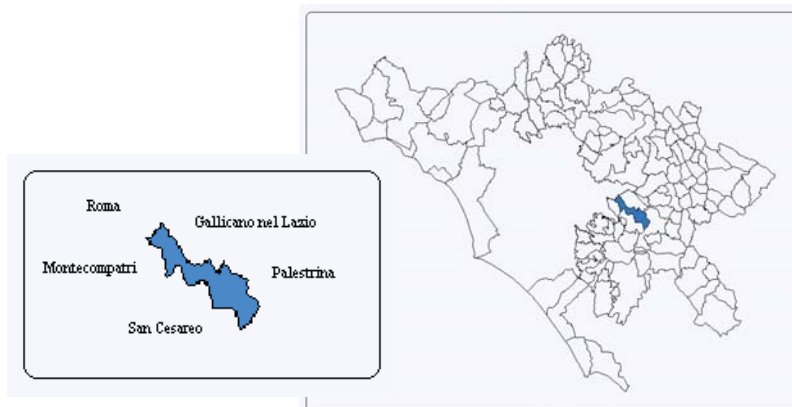 Roma
Gallicano nel Lazio
Montecompatri
Palestrina
San Cesareo